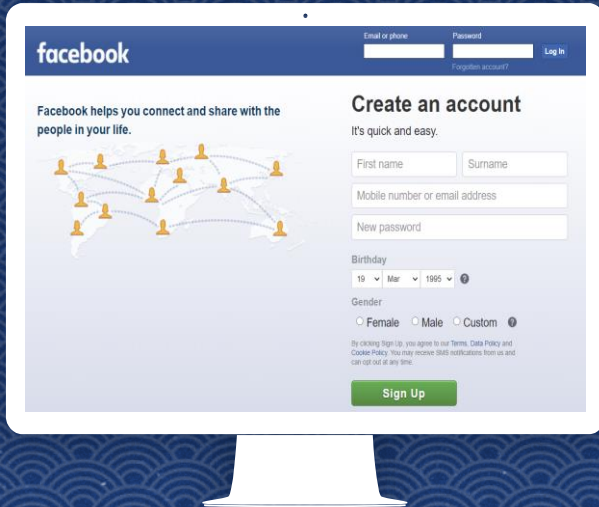 Email or phone Password
facebook Log In
Forgotten account?
Facebook helps you connect and share with the
people in your life.
Create an account
It's quick and easy.
First name Surname
Mobile number or email address
New password
Birthday
19 Mar 1995 ?
Gender
Female Male Custom ?
By clicking Sign Up, you agree to our Terms, Data Policy and
Cookie Policy. You may receive SMS notifications from us and
can opt out at any time.
Sign Up